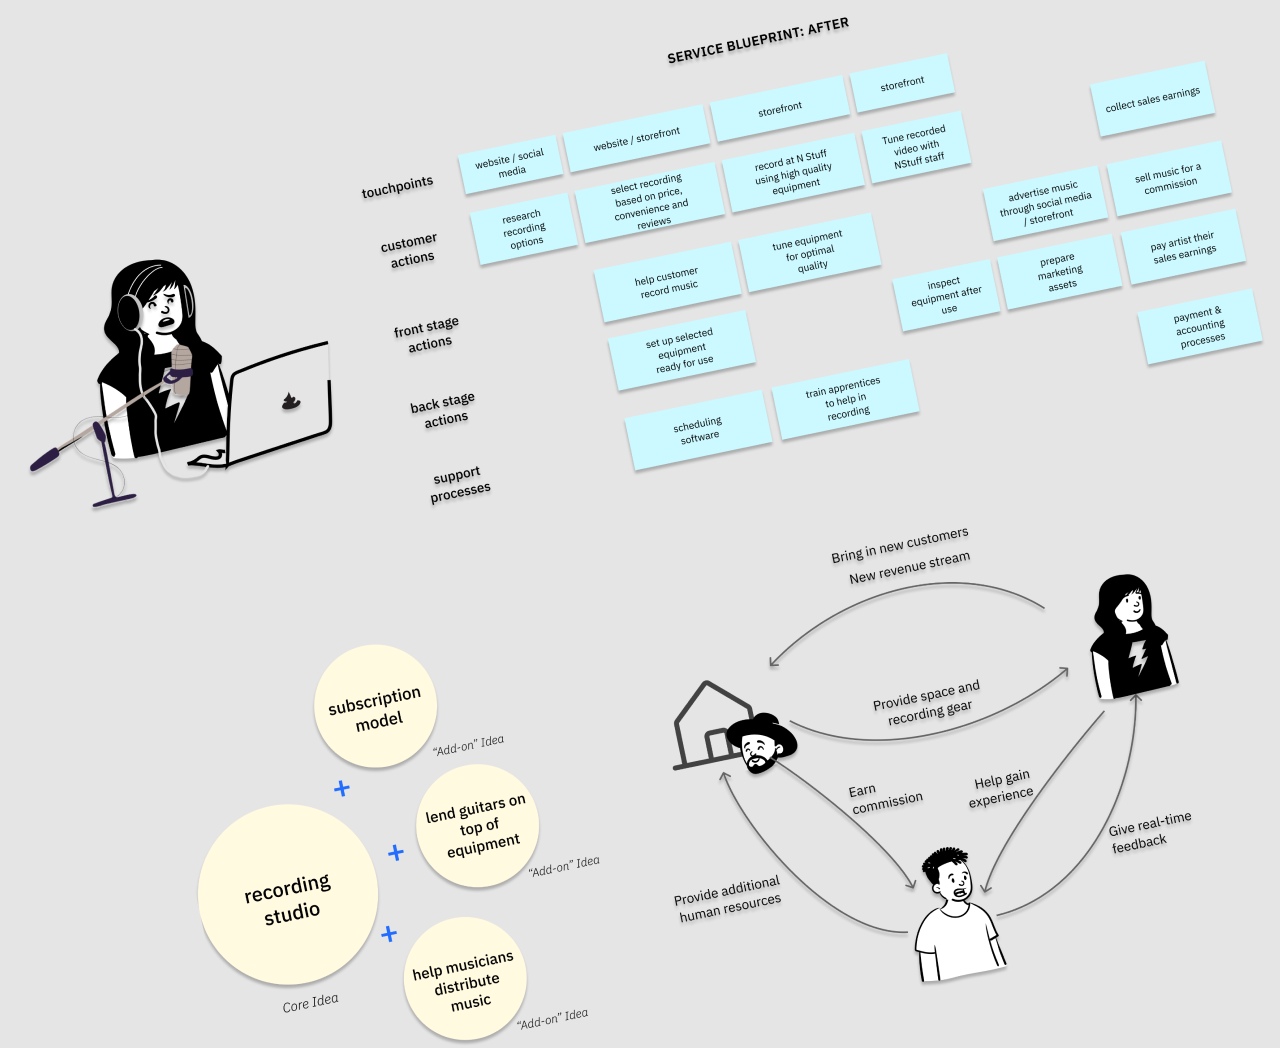 SERVICE BLUEPRINT: AFTER
touchpoints
website / social
media
website / storefront
storefront
storefront
collect sales earnings
customer
actions
research
recording
options
select recording
based on price,
convenience and
reviews
record at N Stuff
using high quality
equipment
Tune recorded
video with
NStuff staff
advertise music
through social media
/ storefront
sell music for a
commission
front stage
actions
help customer
record music
tune equipment
for optimal
quality
inspect
equipment after
use
prepare
marketing
assets
pay artist their
sales earnings
back stage
actions
set up selected
equipment
ready for use
payment &
accounting
processes
support
processes
scheduling
software
train apprentices
to help in
recording
subscription
model
"Add-on" Idea
lend guitars on
top of
equipment
"Add-on" Idea
recording
studio
Core Idea
help musicians
distribute
music
"Add-on" Idea
+
+
+
Bring in new customers
New revenue stream
Provide space and
recording gear
Earn
commission
Help gain
experience
Give real-time
feedback
Provide additional
human resources